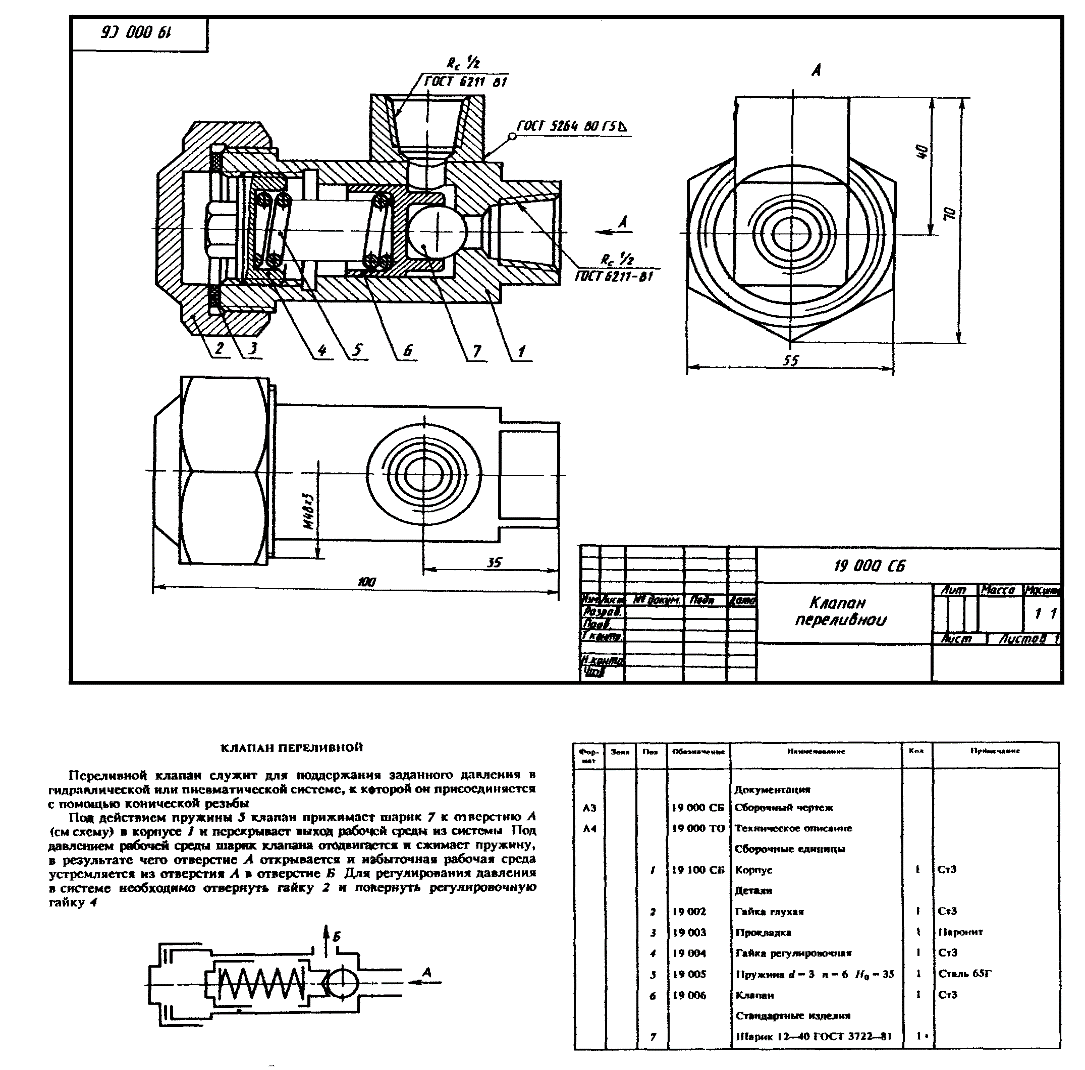 19 000 СБ
Rc 1/2
ГОСТ 6211 81
ГОСТ 5264 80 Г5
А
Rc 1/2
ГОСТ 6211-81
2 3 4 5 6 7 1
А
40
70
55
М48×3
35
100
19 000 СБ
Клапан
переливной
Лит Масса Масшт
1 1
Лист 1 Листов 1
Изм Лист № докум. Подп Дата
Разраб.
Пров.
Т контр.
Н контр
Утв
КЛАПАН ПЕРЕЛИВНОЙ
Переливной клапан служит для поддержания заданного давления в
гидравлической или пневматической системе, к которой он присоединяется
с помощью конической резьбы
Под действием пружины 5 клапан прижимает шарик 7 к отверстию А
(см схему) в корпусе 1 и перекрывает выход рабочей среды из системы Под
давлением рабочей среды шарик клапана отодвигается и сжимает пружину,
в результате чего отверстие А открывается и избыточная рабочая среда
устремляется из отверстия А в отверстие Б Для регулирования давления
в системе необходимо отвернуть гайку 2 и повернуть регулировочную
гайку 4
Б
А
Фор-
мат
Зона Поз Обозначение Наименование Кол Примечание
Документация
А3 19 000 СБ Сборочный чертеж
А4 19 000 ТО Техническое описание
Сборочные единицы
1 19 100 СБ Корпус 1 Ст3
Детали
2 19 002 Гайка глухая 1 Ст3
3 19 003 Прокладка 1 Паронит
4 19 004 Гайка регулировочная 1 Ст3
5 19 005 Пружина d = 3 n = 6 H0 = 35 1 Сталь 65Г
6 19 006 Клапан 1 Ст3
Стандартные изделия
7 Шарик 12—40 ГОСТ 3722—81 1